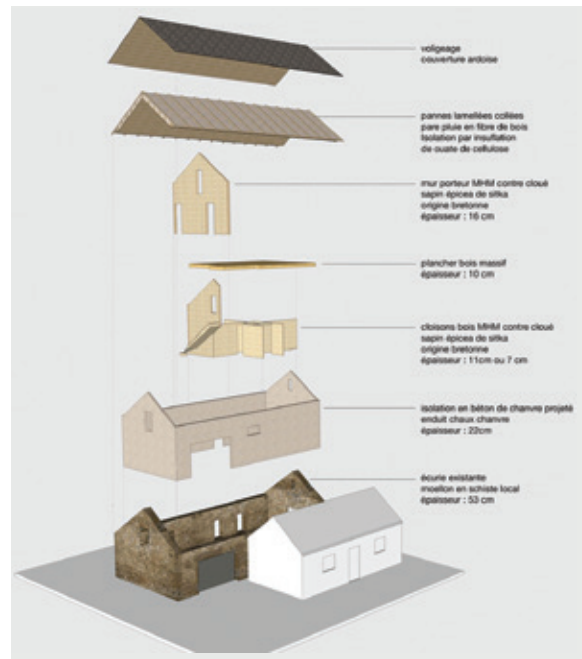 voligeage
couverture ardoise
pannes lamellées collées
pare pluie en fibre de bois
Isolation par insuflation
de ouate de cellulose
mur porteur MHM contre cloué
sapin épicea de sitka
origine bretonne
épaisseur : 16 cm
plancher bois massif
épaisseur : 10 cm
cloisons bois MHM contre cloué
sapin épicea de sitka
origine bretonne
épaisseur : 11cm ou 7 cm
isolation en béton de chanvre projeté
enduit chaux chanvre
épaisseur : 22cm
écurie existante
moellon en schiste local
épaisseur : 53 cm